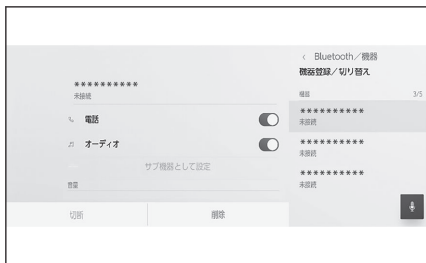 **********
未接続
電話
オーディオ
サブ機器として設定
音量
切断
削除
< Bluetooth/機器
機器登録/切り替え
機器 3/5
**********
未接続
**********
未接続
**********
未接続